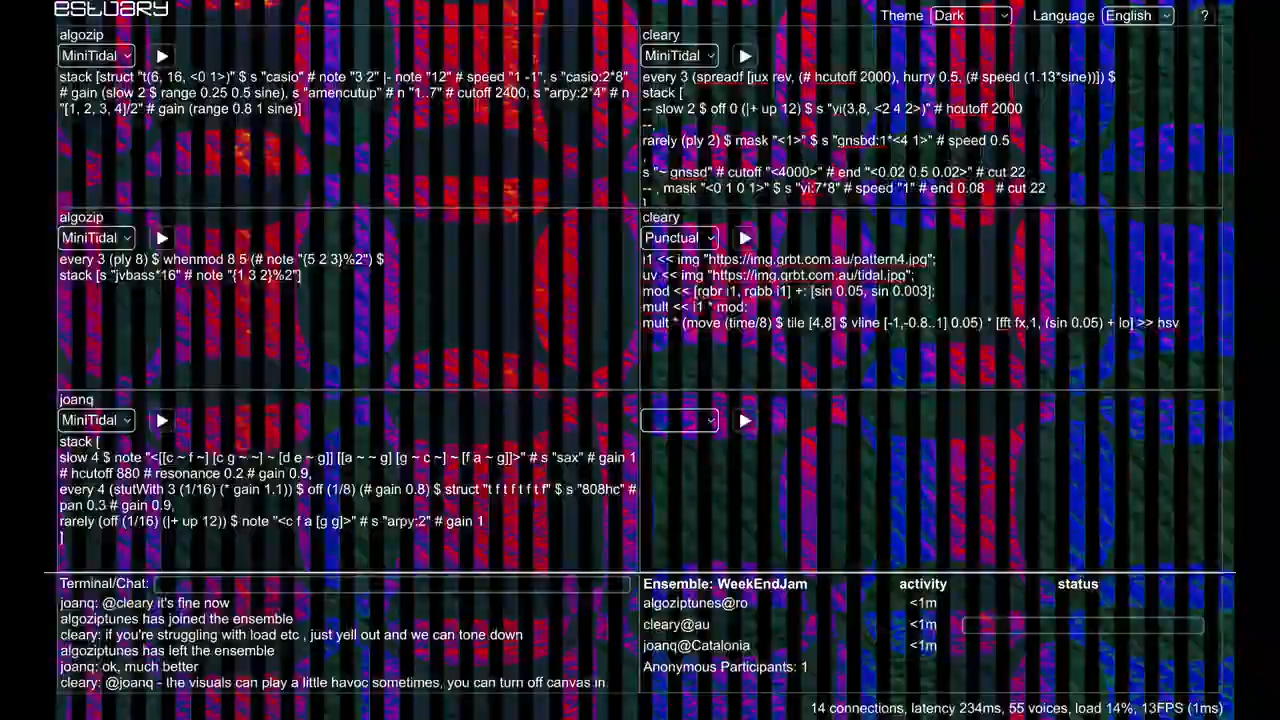 estuary
Theme Dark Language English ?
algozip
MiniTidal
stack [struct "t(6, 16, <0 1>)" $ s "casio" # note "3 2" |- note "12" # speed "1 -1", s "casio:2*8"
# gain (slow 2 $ range 0.25 0.5 sine), s "amencutup" # n "1..7" # cutoff 2400, s "arpy:2*4" # n
"[1, 2, 3, 4]/2" # gain (range 0.8 1 sine)]
cleary
MiniTidal
every 3 (spreadf [jux rev, (# hcutoff 2000), hurry 0.5, (# speed (1.13*sine))]) $
stack [
-- slow 2 $ off 0 (|+ up 12) $ s "yi(3,8, <2 4 2>)" # hcutoff 2000
--,
rarely (ply 2) $ mask "<1>" $ s "gnsbd:1*<4 1>" # speed 0.5
,
s "~ gnssd" # cutoff "<4000>" # end "<0.02 0.5 0.02>" # cut 22
-- , mask "<0 1 0 1>" $ s "yi:7*8" # speed "1" # end 0.08 # cut 22
]
algozip
MiniTidal
every 3 (ply 8) $ whenmod 8 5 (# note "{5 2 3}%2") $
stack [s "jvbass*16" # note "{1 3 2}%2"]
cleary
Punctual
i1 << img "https://img.grbt.com.au/pattern4.jpg";
uv << img "https://img.grbt.com.au/tidal.jpg";
mod << [rgbr i1, rgbb i1] +: [sin 0.05, sin 0.003];
mult << i1 * mod;
mult * (move (time/8) $ tile [4,8] $ vline [-1,-0.8..1] 0.05) * [fft fx,1, (sin 0.05) + lo] >> hsv
joanq
MiniTidal
stack [
slow 4 $ note "<[[c ~ f ~] [c g ~ ~] ~ [d e ~ g]] [[a ~ ~ g] [g ~ c ~] ~ [f a ~ g]]>" # s "sax" # gain 1
# hcutoff 880 # resonance 0.2 # gain 0.9,
every 4 (stutWith 3 (1/16) (* gain 1.1)) $ off (1/8) (# gain 0.8) $ struct "t f t f t f t f" $ s "808hc" #
pan 0.3 # gain 0.9,
rarely (off (1/16) (|+ up 12)) $ note "<c f a [g g]>" # s "arpy:2" # gain 1
]
Terminal/Chat:
joanq: @cleary it's fine now
algoziptunes has joined the ensemble
cleary: if you're struggling with load etc , just yell out and we can tone down
algoziptunes has left the ensemble
joanq: ok, much better
cleary: @joanq - the visuals can play a little havoc sometimes, you can turn off canvas in
Ensemble: WeekEndJam activity status
algoziptunes@ro <1m
cleary@au <1m
joanq@Catalonia <1m
Anonymous Participants: 1
14 connections, latency 234ms, 55 voices, load 14%, 13FPS (1ms)